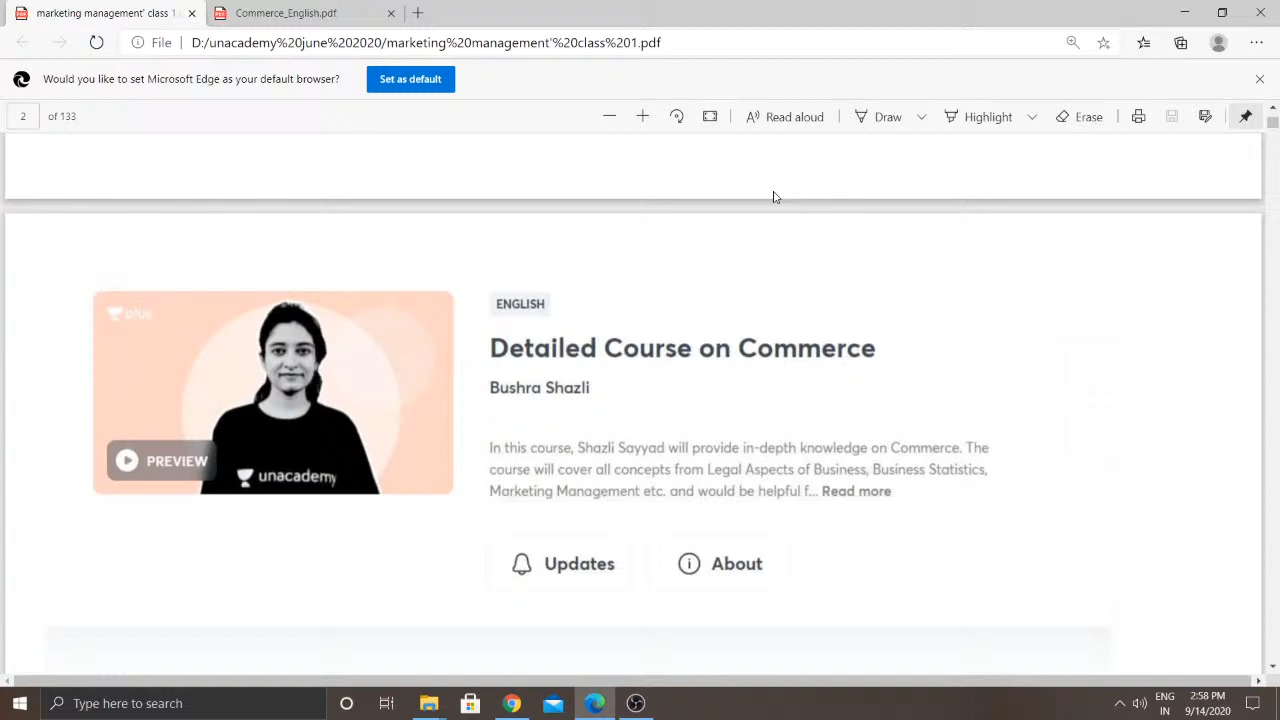 marketing management' class 1
Commerce_English.pdf
File
D:/unacademy%20june%202020/marketing%20management'%20class%201.pdf
Would you like to set Microsoft Edge as your default browser?
Set as default
2
of 133
Read aloud
Draw
Highlight
Erase
plus
ENGLISH
Detailed Course on Commerce
Bushra Shazli
PREVIEW
unacademy
In this course, Shazli Sayyad will provide in-depth knowledge on Commerce. The
course will cover all concepts from Legal Aspects of Business, Business Statistics,
Marketing Management etc. and would be helpful f... Read more
Updates
About
Type here to search
ENG
IN
2:58 PM
9/14/2020